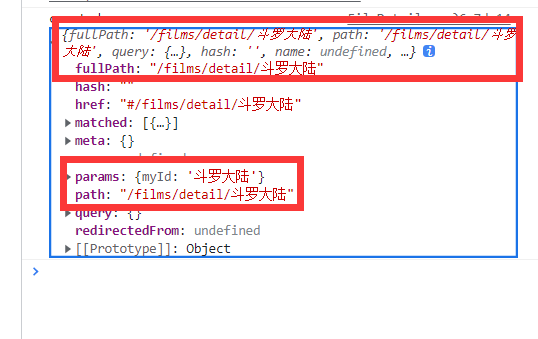 {fullPath: '/films/detail/斗罗大陆', path: '/films/detail/斗罗
大陆', query: {…}, hash: '', name: undefined, …} i
fullPath: "/films/detail/斗罗大陆"
hash: ""
href: "#/films/detail/斗罗大陆"
▸ matched: [{…}]
▸ meta: {}
▸ params: {myId: '斗罗大陆'}
path: "/films/detail/斗罗大陆"
▸ query: {}
redirectedFrom: undefined
▸ [[Prototype]]: Object
>